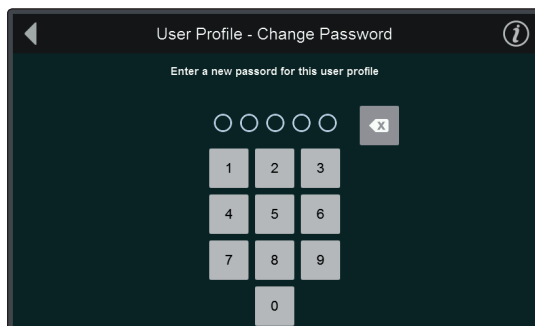 User Profile - Change Password
i
Enter a new passord for this user profile
x
1 2 3
4 5 6
7 8 9
0